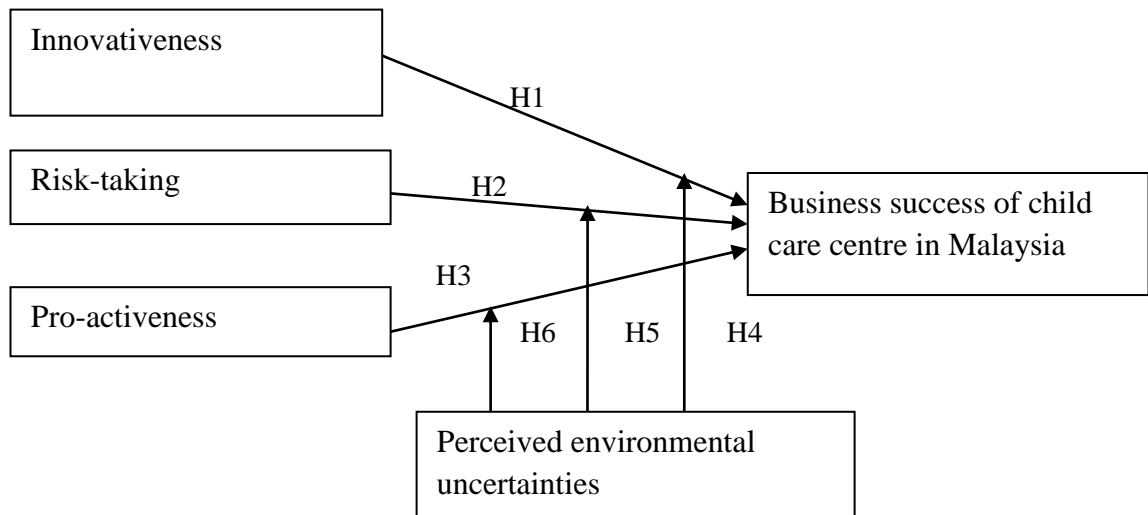 Innovativeness
H1
Risk-taking
H2
Business success of child
care centre in Malaysia
H3
Pro-activeness
H6
H5
H4
Perceived environmental
uncertainties